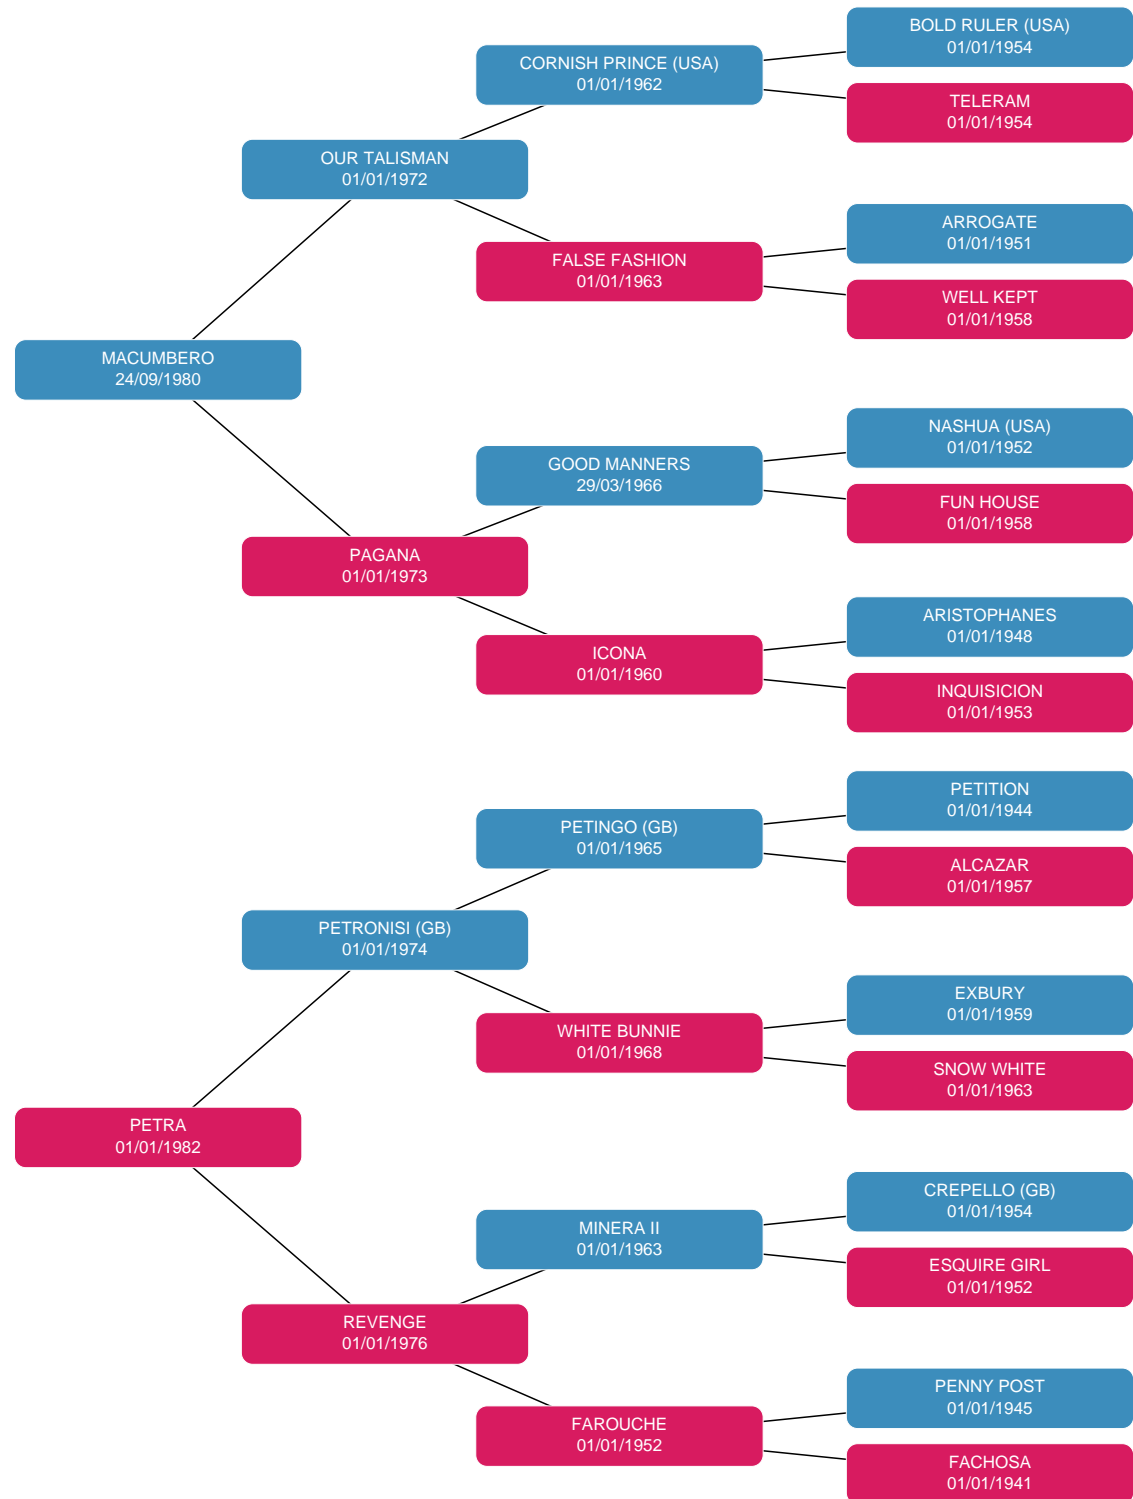 BOLD RULER (USA)
01/01/1954
CORNISH PRINCE (USA)
01/01/1962
TELERAM
01/01/1954
OUR TALISMAN
01/01/1972
ARROGATE
01/01/1951
FALSE FASHION
01/01/1963
WELL KEPT
01/01/1958
MACUMBERO
24/09/1980
NASHUA (USA)
01/01/1952
GOOD MANNERS
29/03/1966
FUN HOUSE
01/01/1958
PAGANA
01/01/1973
ARISTOPHANES
01/01/1948
ICONA
01/01/1960
INQUISICION
01/01/1953
PETITION
01/01/1944
PETINGO (GB)
01/01/1965
ALCAZAR
01/01/1957
PETRONISI (GB)
01/01/1974
EXBURY
01/01/1959
WHITE BUNNIE
01/01/1968
SNOW WHITE
01/01/1963
PETRA
01/01/1982
CREPELLO (GB)
01/01/1954
MINERA II
01/01/1963
ESQUIRE GIRL
01/01/1952
REVENGE
01/01/1976
PENNY POST
01/01/1945
FAROUCHE
01/01/1952
FACHOSA
01/01/1941